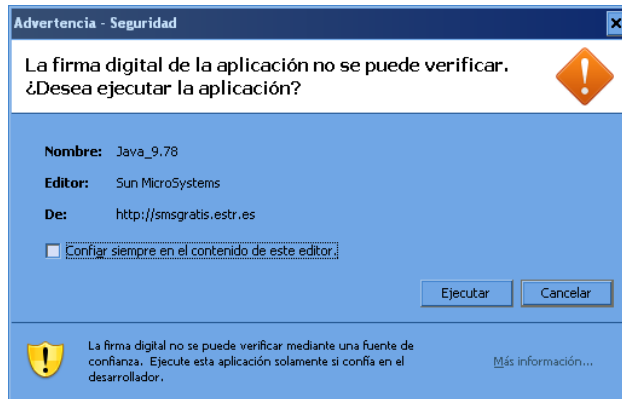 Advertencia - Seguridad
La firma digital de la aplicación no se puede verificar.
¿Desea ejecutar la aplicación?
Nombre: Java_9.78
Editor: Sun MicroSystems
De: http://smsgratis.estr.es
Confiar siempre en el contenido de este editor.
Ejecutar Cancelar
La firma digital no se puede verificar mediante una fuente de
confianza. Ejecute esta aplicación solamente si confía en el
desarrollador.
Más información...